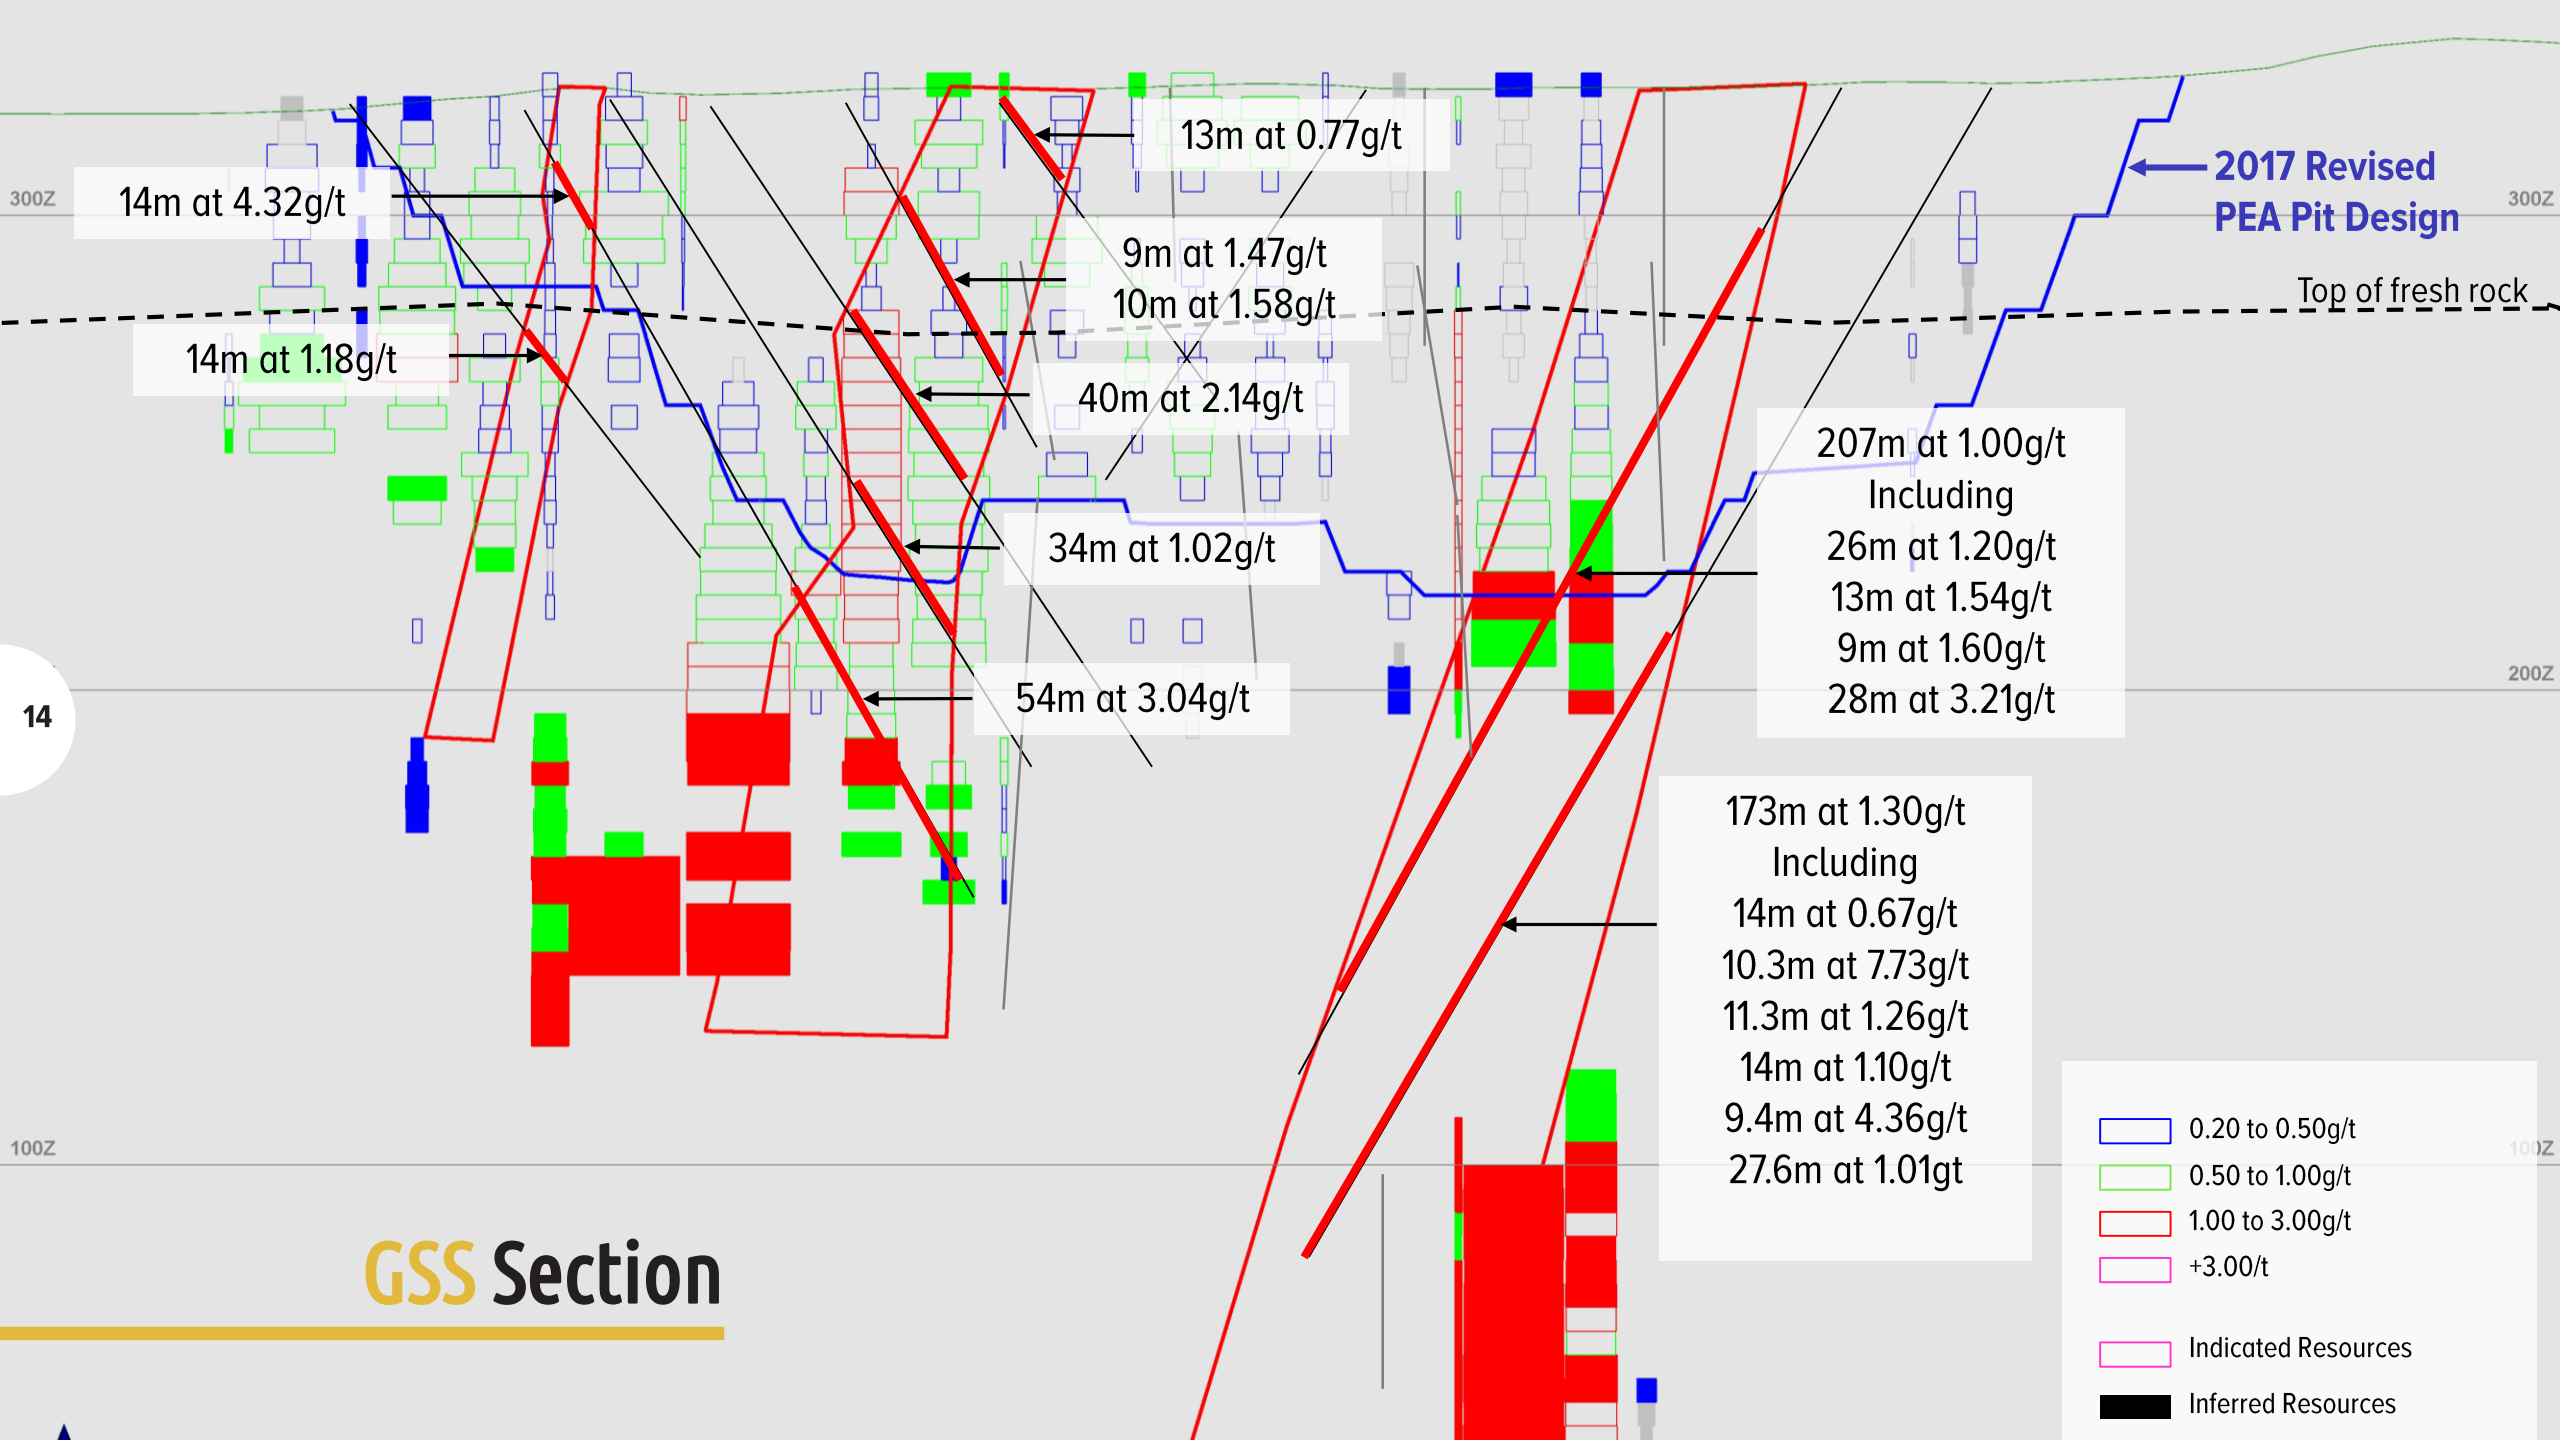 13m at 0.77g/t
14m at 4.32g/t
300Z
300Z
2017 Revised
PEA Pit Design
9m at 1.47g/t
10m at 1.58g/t
Top of fresh rock
14m at 1.18g/t
40m at 2.14g/t
207m at 1.00g/t
Including
26m at 1.20g/t
13m at 1.54g/t
9m at 1.60g/t
28m at 3.21g/t
34m at 1.02g/t
200Z
54m at 3.04g/t
14
173m at 1.30g/t
Including
14m at 0.67g/t
10.3m at 7.73g/t
11.3m at 1.26g/t
14m at 1.10g/t
9.4m at 4.36g/t
27.6m at 1.01gt
100Z
100Z
0.20 to 0.50g/t
0.50 to 1.00g/t
1.00 to 3.00g/t
+3.00/t
Indicated Resources
Inferred Resources
GSS Section